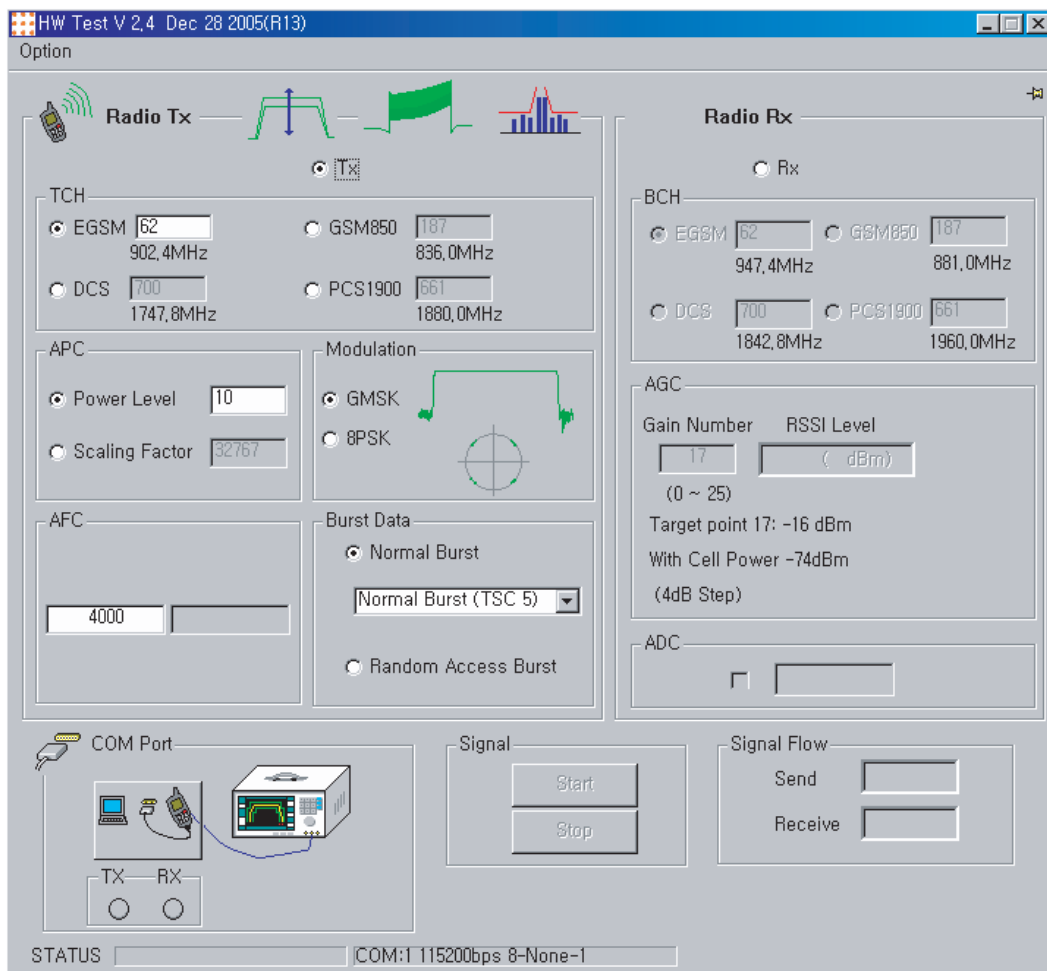 HW Test V 2,4 Dec 28 2005(R13)
Option
Radio Tx
Tx
TCH
EGSM 62
902,4MHz
GSM850 187
836,0MHz
DCS 700
1747,8MHz
PCS1900 661
1880,0MHz
APC
Power Level 10
Scaling Factor 32767
Modulation
GMSK
8PSK
AFC
4000
Burst Data
Normal Burst
Normal Burst (TSC 5)
Random Access Burst
Radio Rx
Rx
BCH
EGSM 62
947,4MHz
GSM850 187
881,0MHz
DCS 700
1842,8MHz
PCS1900 661
1960,0MHz
AGC
Gain Number RSSI Level
17 ( dBm)
(0 ~ 25)
Target point 17: -16 dBm
With Cell Power -74dBm
(4dB Step)
ADC
COM Port
TX RX
Signal
Start
Stop
Signal Flow
Send
Receive
STATUS COM:1 115200bps 8-None-1